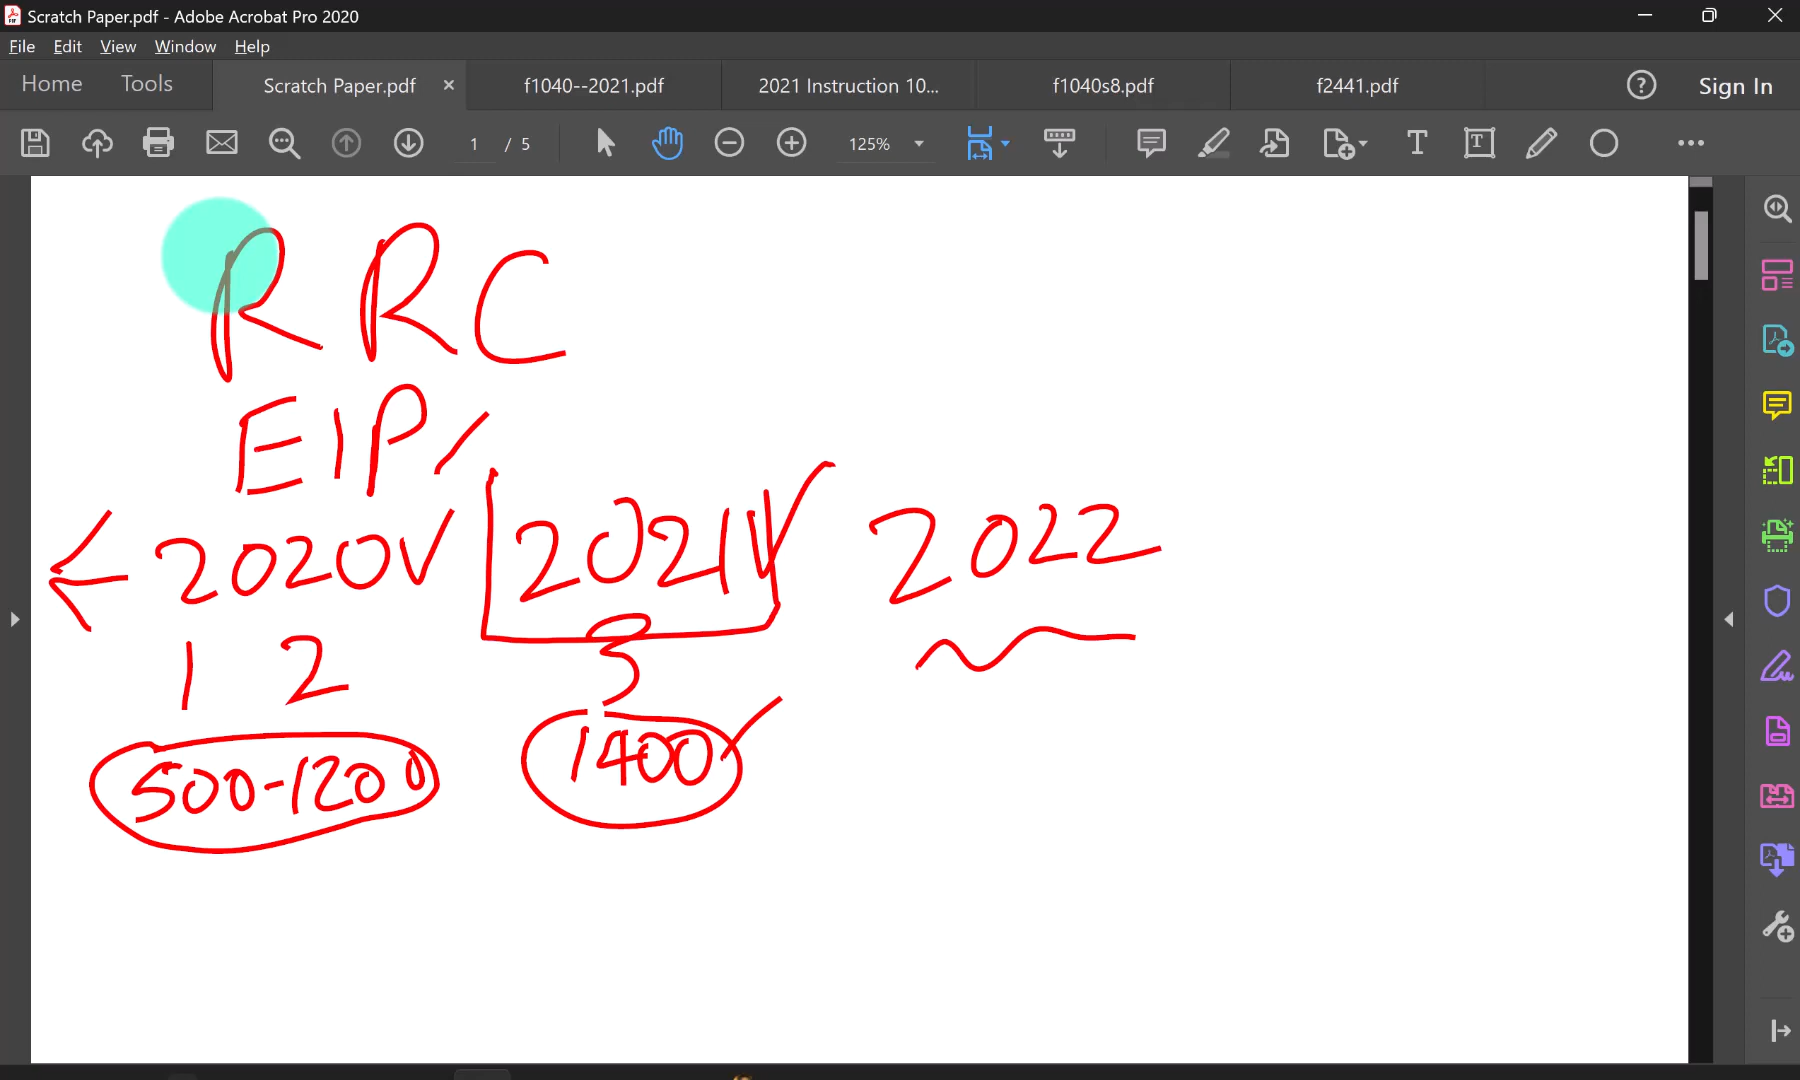 Scratch Paper.pdf - Adobe Acrobat Pro 2020
File Edit View Window Help
Home Tools Scratch Paper.pdf × f1040--2021.pdf 2021 Instruction 10... f1040s8.pdf f2441.pdf ? Sign In
1 / 5 125%
RRC
EIP
2020 2021 2022
1 2 3
500-1200 1400